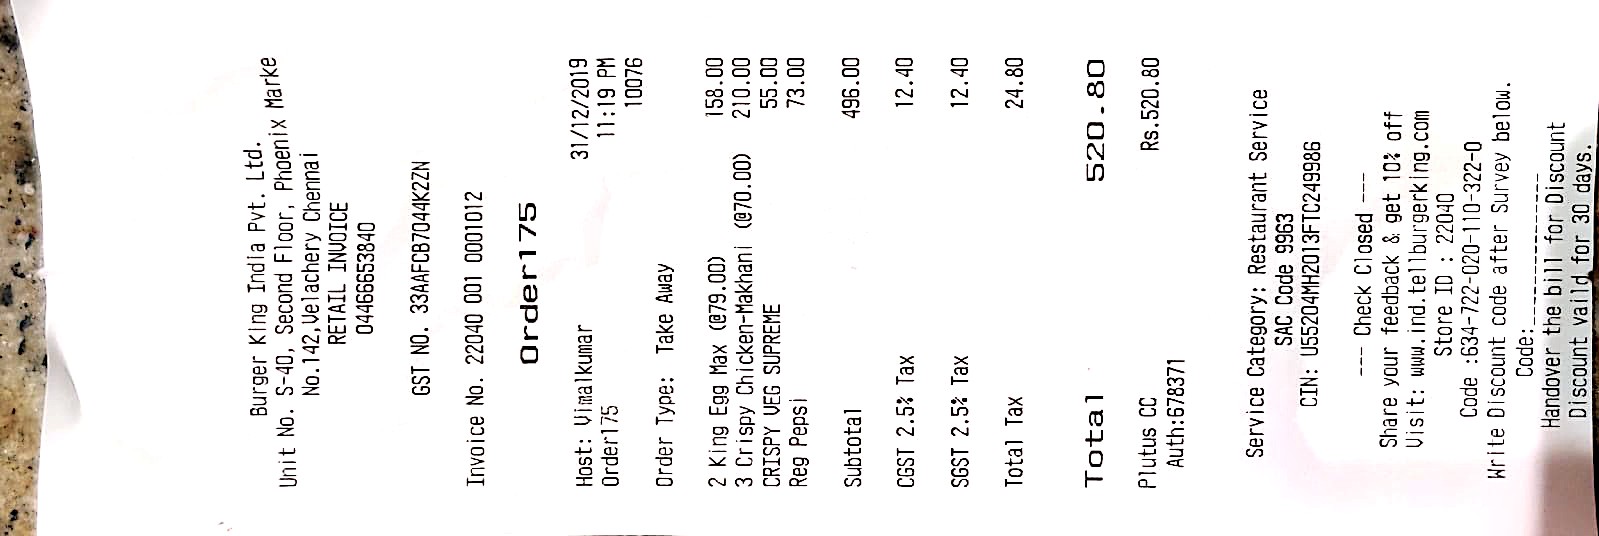 Burger King India Pvt. Ltd.
Unit No. S-40, Second Floor, Phoenix Marke
No.142,Velachery Chennai
RETAIL INVOICE
04466653840
GST NO. 33AAFCB7044K2ZN
Invoice No. 22040 001 0001012
Order175
Host: Vimalkumar 31/12/2019
Order175 11:19 PM
10076
Order Type: Take Away
2 King Egg Max (@79.00) 158.00
3 Crispy Chicken-Makhani (@70.00) 210.00
CRISPY VEG SUPREME 55.00
Reg Pepsi 73.00
Subtotal 496.00
CGST 2.5% Tax 12.40
SGST 2.5% Tax 12.40
Total Tax 24.80
Total 520.80
Plutus CC Rs.520.80
Auth:678371
Service Category: Restaurant Service
SAC Code 9963
CIN: U55204MH2013FTC249986
--- Check Closed ---
Share your feedback & get 10% off
Visit: www.ind.tellburgerking.com
Store ID : 22040
Code :634-722-020-110-322-0
Write Discount code after Survey below.
Code:_______________
Handover the bill for Discount
Discount vaild for 30 days.